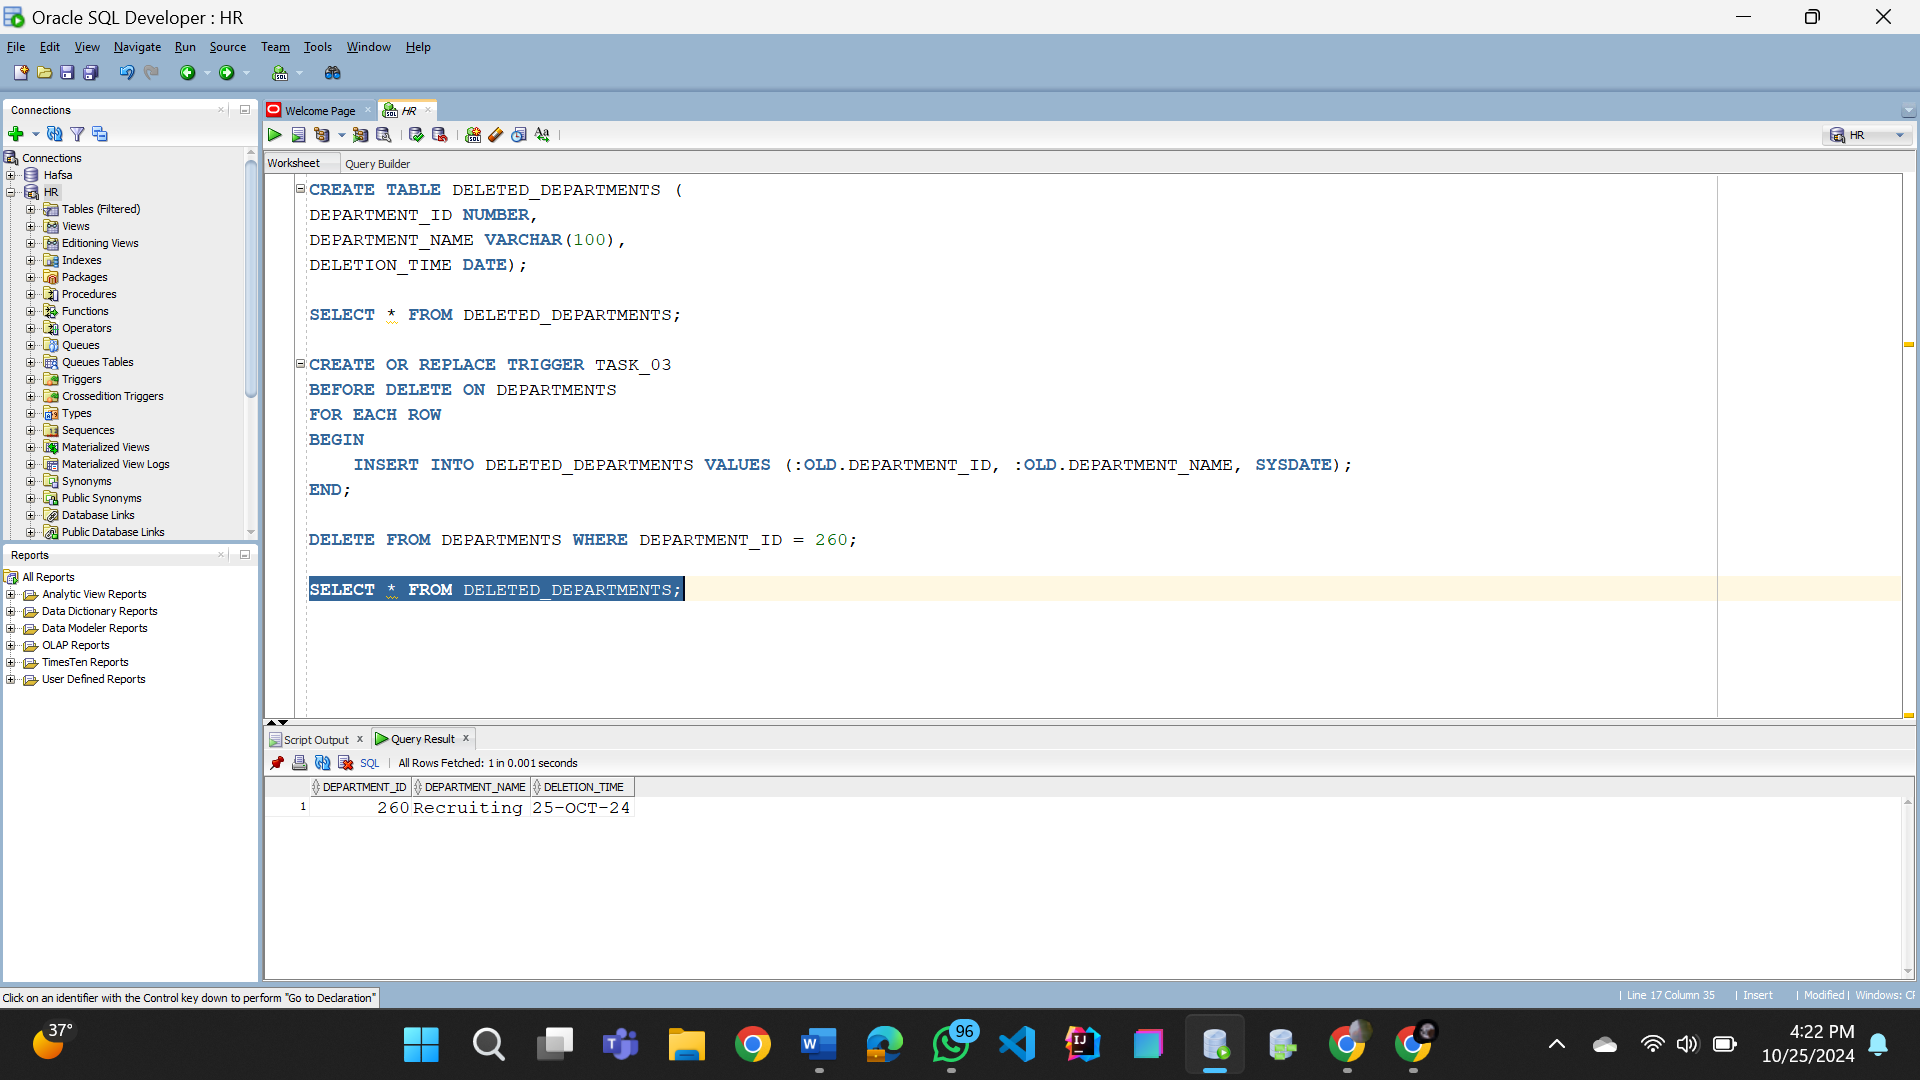 Oracle SQL Developer : HR
File Edit View Navigate Run Source Team Tools Window Help
Connections
Connections
Hafsa
HR
Tables (Filtered)
Views
Editioning Views
Indexes
Packages
Procedures
Functions
Operators
Queues
Queues Tables
Triggers
Crossedition Triggers
Types
Sequences
Materialized Views
Materialized View Logs
Synonyms
Public Synonyms
Database Links
Public Database Links
Reports
All Reports
Analytic View Reports
Data Dictionary Reports
Data Modeler Reports
OLAP Reports
TimesTen Reports
User Defined Reports
Welcome Page HR
HR
Worksheet Query Builder
CREATE TABLE DELETED_DEPARTMENTS (
DEPARTMENT_ID NUMBER,
DEPARTMENT_NAME VARCHAR(100),
DELETION_TIME DATE);
SELECT * FROM DELETED_DEPARTMENTS;
CREATE OR REPLACE TRIGGER TASK_03
BEFORE DELETE ON DEPARTMENTS
FOR EACH ROW
BEGIN
INSERT INTO DELETED_DEPARTMENTS VALUES (:OLD.DEPARTMENT_ID, :OLD.DEPARTMENT_NAME, SYSDATE);
END;
DELETE FROM DEPARTMENTS WHERE DEPARTMENT_ID = 260;
SELECT * FROM DELETED_DEPARTMENTS;
Script Output Query Result
SQL | All Rows Fetched: 1 in 0.001 seconds
DEPARTMENT_ID DEPARTMENT_NAME DELETION_TIME
1 260 Recruiting 25-OCT-24
Click on an identifier with the Control key down to perform "Go to Declaration"
| Line 17 Column 35 | Insert | Modified | Windows: CF
37°
96
4:22 PM
10/25/2024